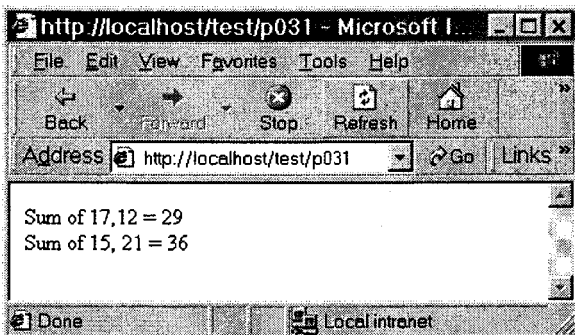 http://localhost/test/p031 - Microsoft I...
File Edit View Favorites Tools Help
Back Forward Stop Refresh Home »
Address http://localhost/test/p031 Go Links »
Sum of 17,12 = 29
Sum of 15, 21 = 36
Done Local intranet